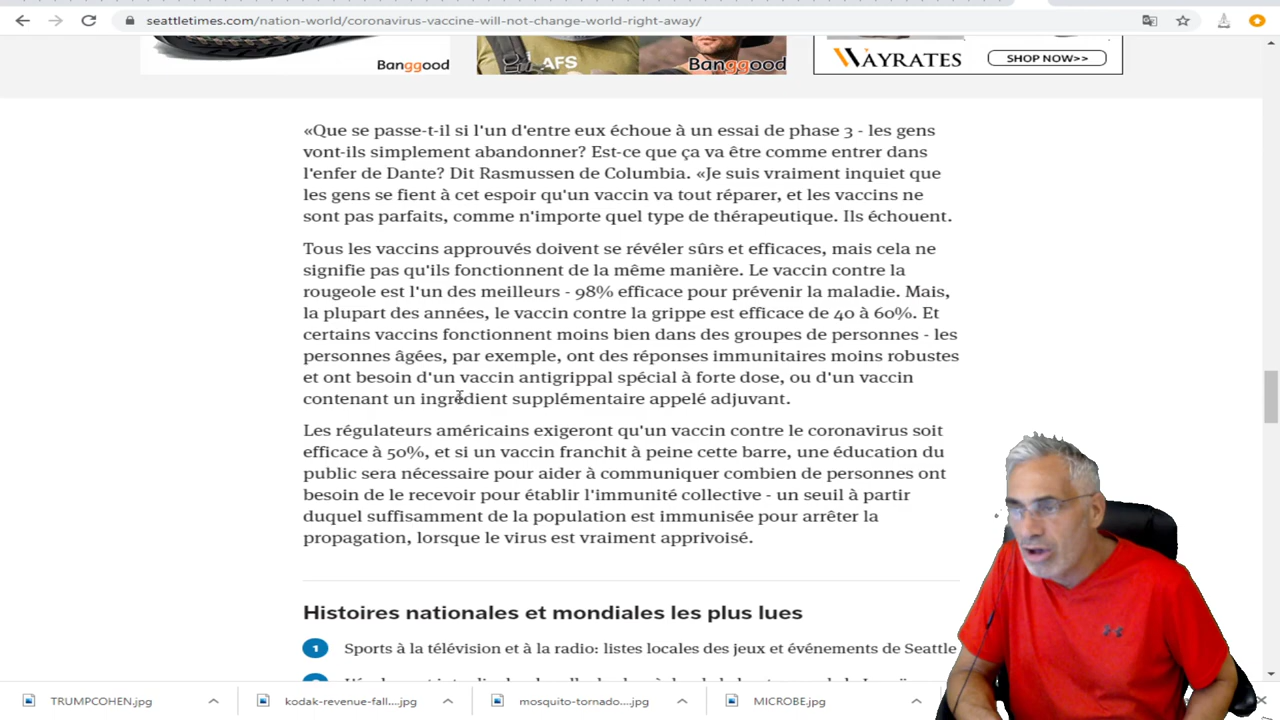 seattletimes.com/nation-world/coronavirus-vaccine-will-not-change-world-right-away/
Banggood
AFS
Banggood
WAYRATES
SHOP NOW>>
«Que se passe-t-il si l'un d'entre eux échoue à un essai de phase 3 - les gens
vont-ils simplement abandonner? Est-ce que ça va être comme entrer dans
l'enfer de Dante? Dit Rasmussen de Columbia. «Je suis vraiment inquiet que
les gens se fient à cet espoir qu'un vaccin va tout réparer, et les vaccins ne
sont pas parfaits, comme n'importe quel type de thérapeutique. Ils échouent.
Tous les vaccins approuvés doivent se révéler sûrs et efficaces, mais cela ne
signifie pas qu'ils fonctionnent de la même manière. Le vaccin contre la
rougeole est l'un des meilleurs - 98% efficace pour prévenir la maladie. Mais,
la plupart des années, le vaccin contre la grippe est efficace de 40 à 60%. Et
certains vaccins fonctionnent moins bien dans des groupes de personnes - les
personnes âgées, par exemple, ont des réponses immunitaires moins robustes
et ont besoin d'un vaccin antigrippal spécial à forte dose, ou d'un vaccin
contenant un ingrédient supplémentaire appelé adjuvant.
Les régulateurs américains exigeront qu'un vaccin contre le coronavirus soit
efficace à 50%, et si un vaccin franchit à peine cette barre, une éducation du
public sera nécessaire pour aider à communiquer combien de personnes ont
besoin de le recevoir pour établir l'immunité collective - un seuil à partir
duquel suffisamment de la population est immunisée pour arrêter la
propagation, lorsque le virus est vraiment apprivoisé.
Histoires nationales et mondiales les plus lues
1 Sports à la télévision et à la radio: listes locales des jeux et événements de Seattle
TRUMPCOHEN.jpg
kodak-revenue-fall....jpg
mosquito-tornado....jpg
MICROBE.jpg